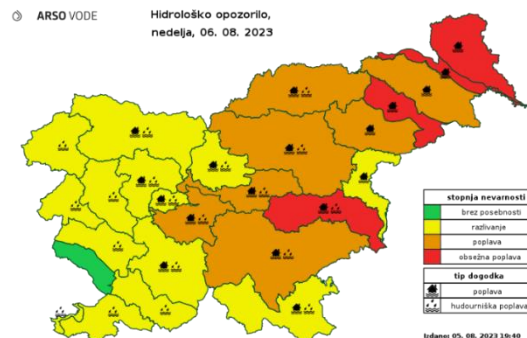 ARSO VODE
Hidrološko opozorilo,
nedelja, 06. 08. 2023
stopnja nevarnosti
brez posebnosti
razlivanje
poplava
obsežna poplava
tip dogodka
poplava
hudourniška poplava
Izdano: 05. 08. 2023 19:40